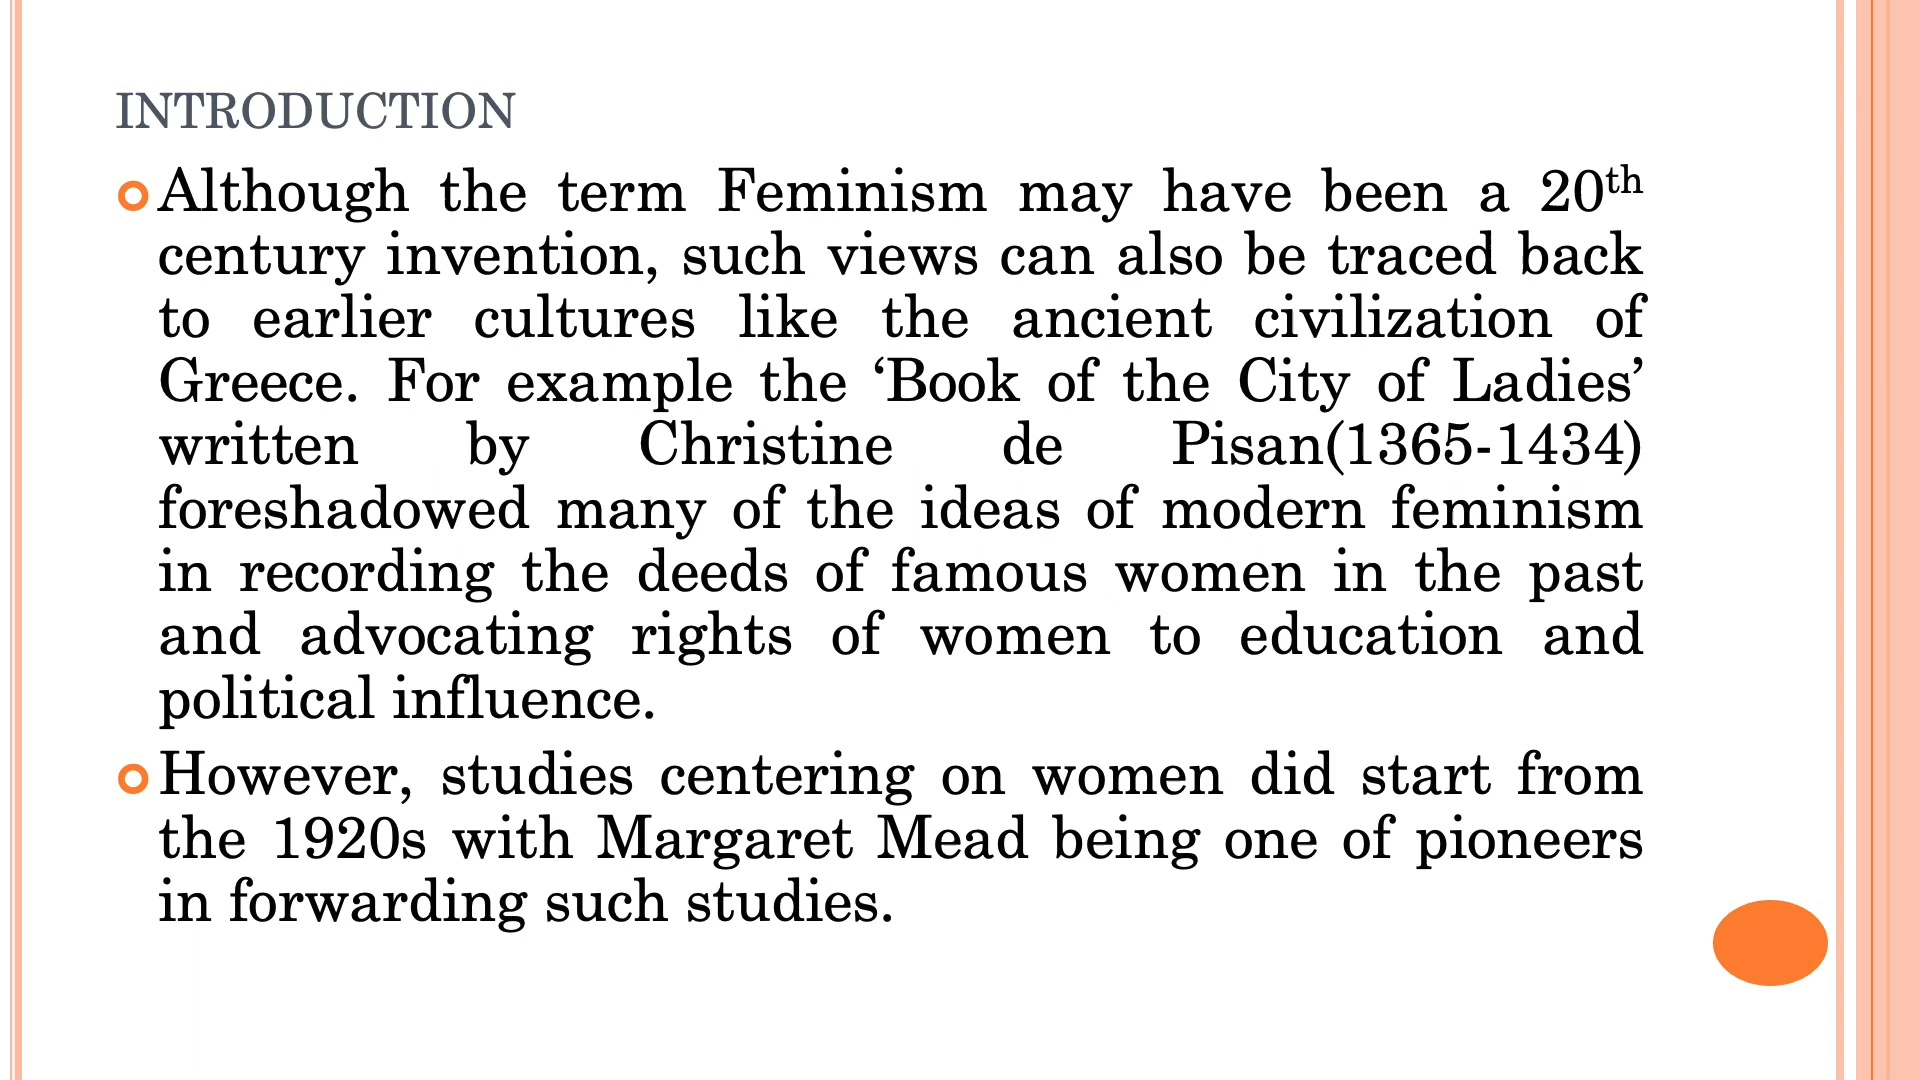 INTRODUCTION
Although the term Feminism may have been a 20th
century invention, such views can also be traced back
to earlier cultures like the ancient civilization of
Greece. For example the ‘Book of the City of Ladies’
written by Christine de Pisan(1365-1434)
foreshadowed many of the ideas of modern feminism
in recording the deeds of famous women in the past
and advocating rights of women to education and
political influence.
However, studies centering on women did start from
the 1920s with Margaret Mead being one of pioneers
in forwarding such studies.